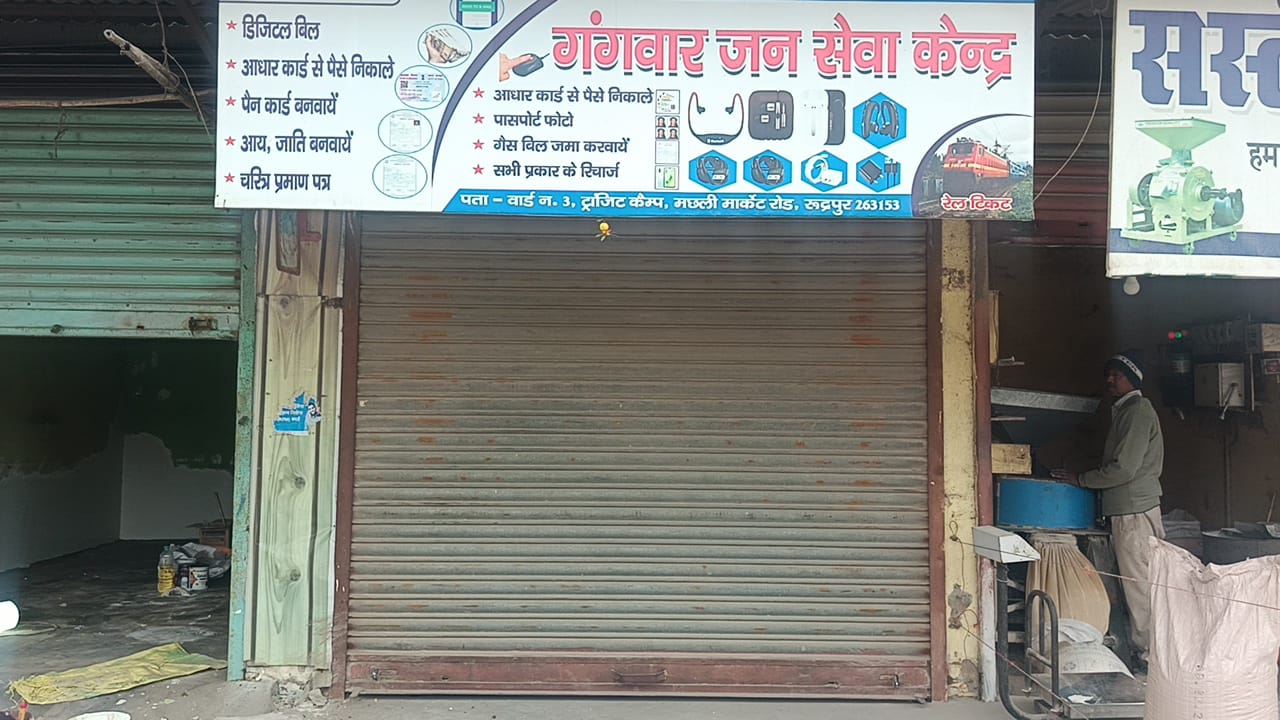 डिजिटल बिल
आधार कार्ड से पैसे निकाले
पैन कार्ड बनवायें
आय, जाति बनवायें
चरित्र प्रमाण पत्र
गंगवार जन सेवा केन्द्र
आधार कार्ड से पैसे निकाले
पासपोर्ट फोटो
गैस बिल जमा करवायें
सभी प्रकार के रिचार्ज
रेल टिकट
पता – वार्ड न. 3, ट्रांजिट कैम्प, मछली मार्केट रोड, रूद्रपुर 263153
हम